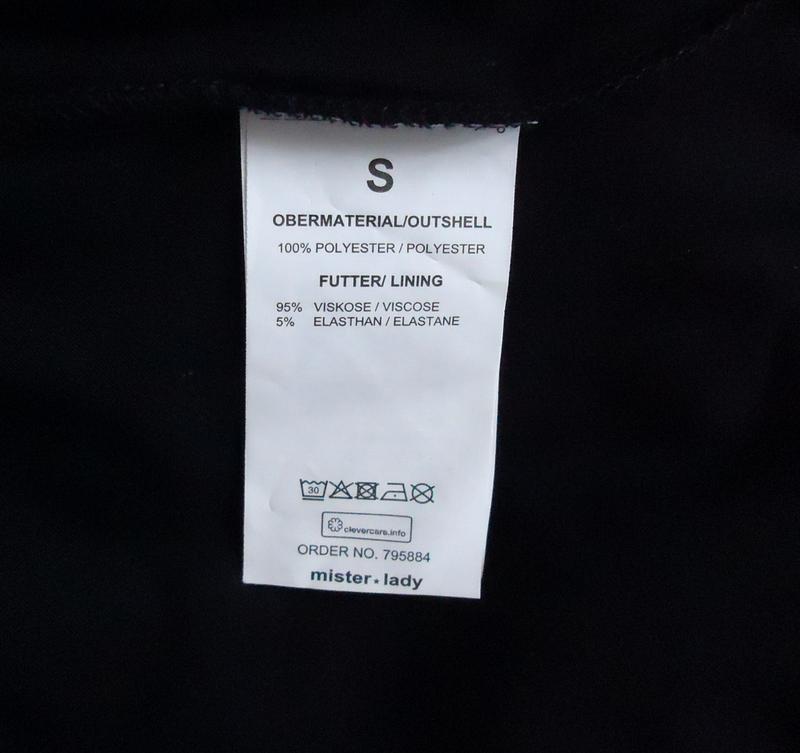 S
OBERMATERIAL/OUTSHELL
100% POLYESTER / POLYESTER
FUTTER/ LINING
95% VISKOSE / VISCOSE
5% ELASTHAN / ELASTANE
30
clevercare.info
ORDER NO. 795884
mister★lady